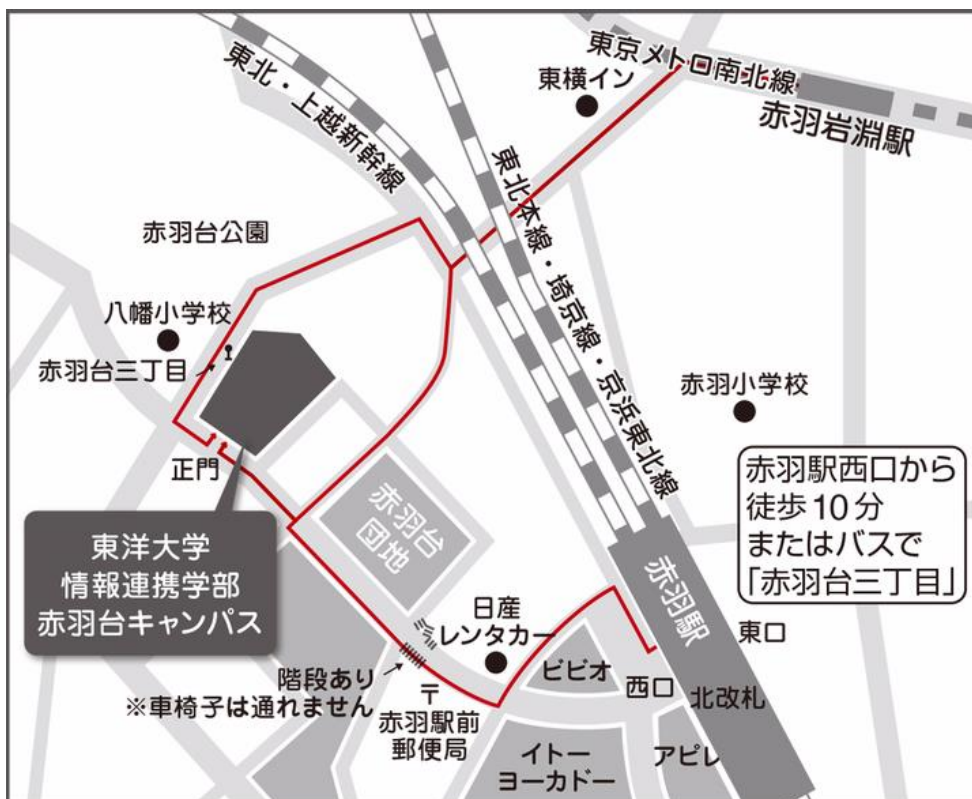 東京メトロ南北線
赤羽岩淵駅
東横イン
東北・上越新幹線
東北本線・埼京線・京浜東北線
赤羽台公園
八幡小学校
赤羽台三丁目
正門
赤羽小学校
赤羽駅西口から
徒歩10分
またはバスで
「赤羽台三丁目」
東洋大学
情報連携学部
赤羽台キャンパス
赤羽台
団地
日産
レンタカー
赤羽駅
東口
ビビオ
西口
北改札
階段あり
※車椅子は通れません
〒
赤羽駅前
郵便局
イトー
ヨーカドー
アピレ